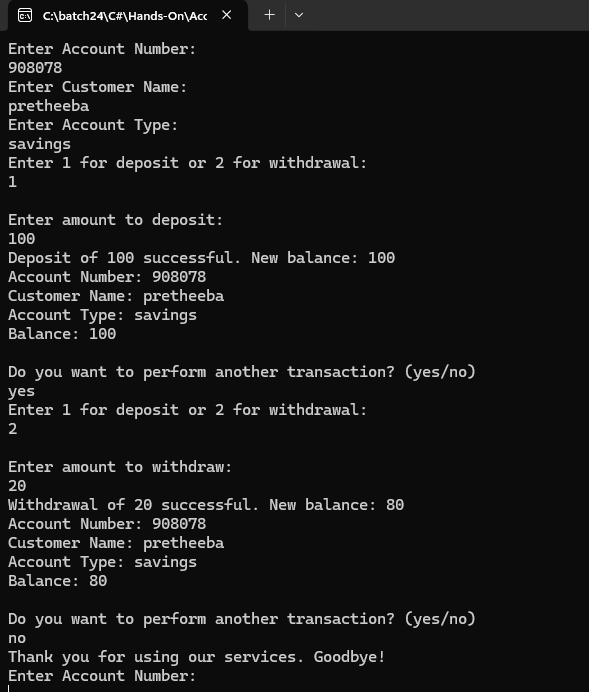 C:\batch24\C#\Hands-On\Acc
Enter Account Number:
908078
Enter Customer Name:
pretheeba
Enter Account Type:
savings
Enter 1 for deposit or 2 for withdrawal:
1
Enter amount to deposit:
100
Deposit of 100 successful. New balance: 100
Account Number: 908078
Customer Name: pretheeba
Account Type: savings
Balance: 100
Do you want to perform another transaction? (yes/no)
yes
Enter 1 for deposit or 2 for withdrawal:
2
Enter amount to withdraw:
20
Withdrawal of 20 successful. New balance: 80
Account Number: 908078
Customer Name: pretheeba
Account Type: savings
Balance: 80
Do you want to perform another transaction? (yes/no)
no
Thank you for using our services. Goodbye!
Enter Account Number: